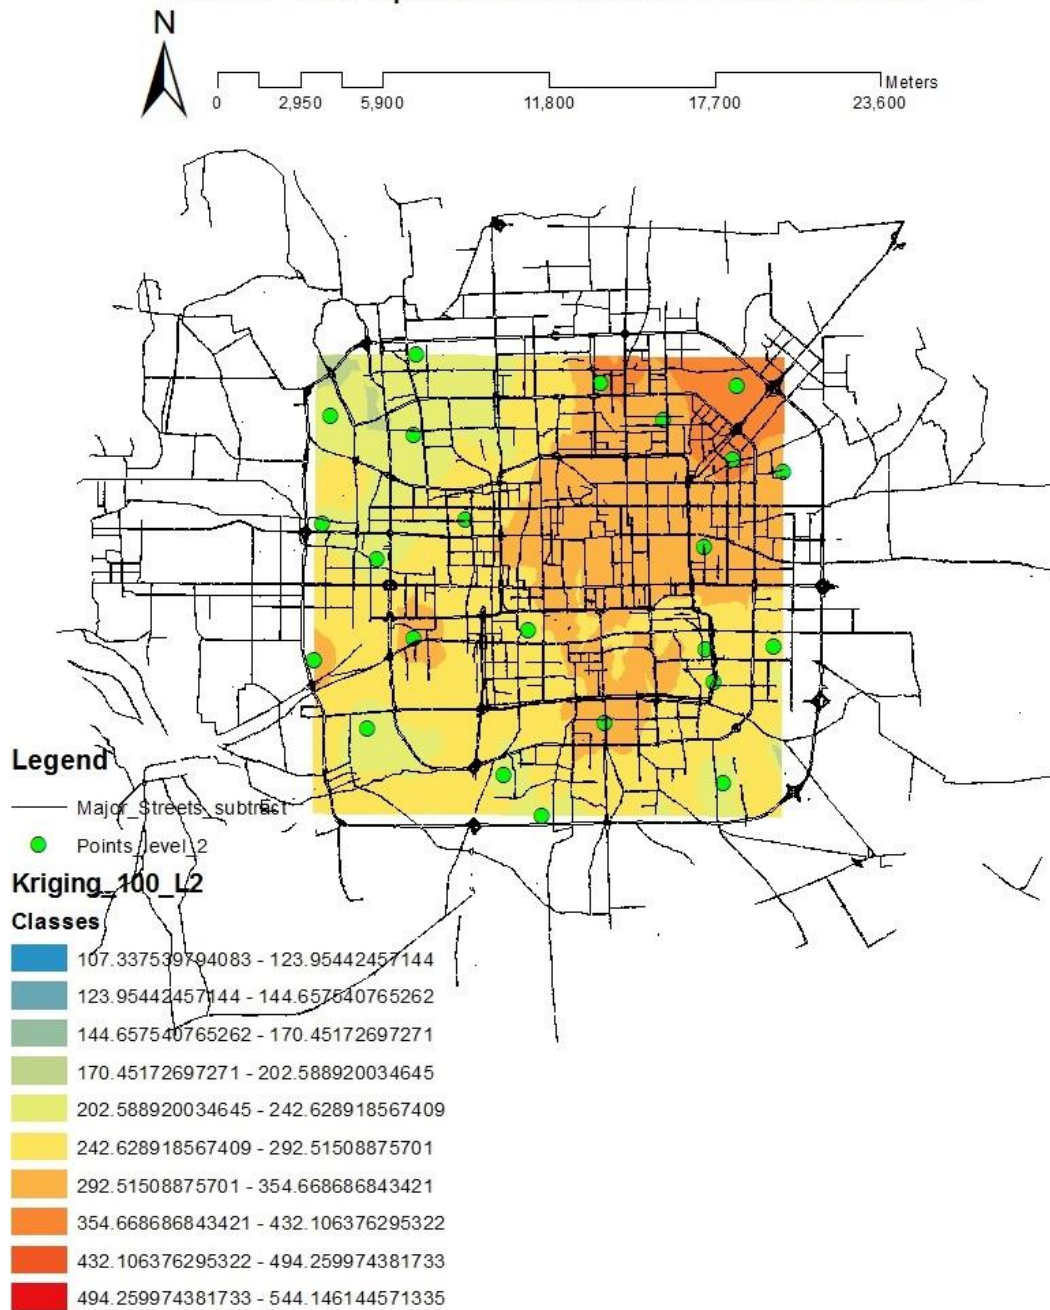 N
Meters
0 2,950 5,900 11,800 17,700 23,600
Legend
Major_Streets_subtract
Points_level_2
Kriging_100_L2
Classes
107.337539794083 - 123.95442457144
123.95442457144 - 144.657540765262
144.657540765262 - 170.45172697271
170.45172697271 - 202.588920034645
202.588920034645 - 242.628918567409
242.628918567409 - 292.51508875701
292.51508875701 - 354.668686843421
354.668686843421 - 432.106376295322
432.106376295322 - 494.2599974381733
494.2599974381733 - 544.146144571335